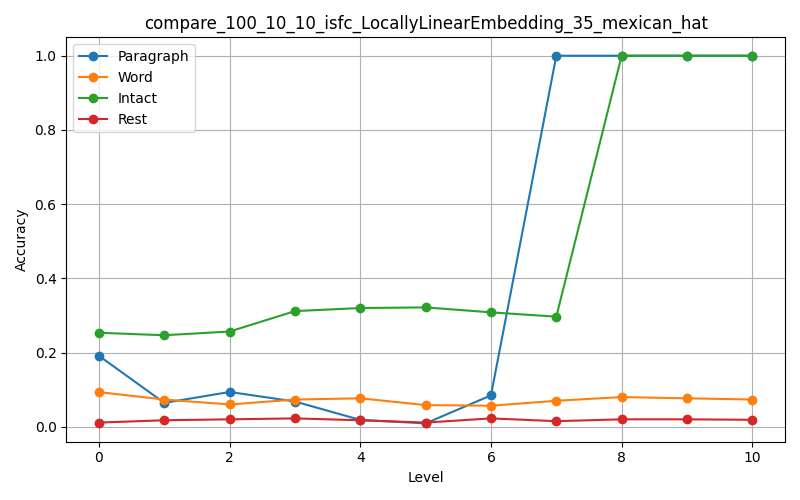 compare_100_10_10_isfc_LocallyLinearEmbedding_35_mexican_hat
Paragraph
Word
Intact
Rest
Accuracy
1.0
0.8
0.6
0.4
0.2
0.0
0 2 4 6 8 10
Level